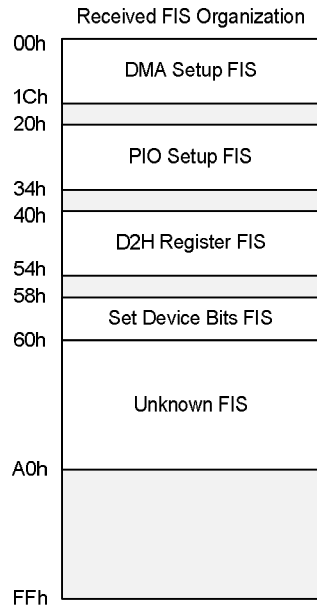 Received FIS Organization
00h
DMA Setup FIS
1Ch
20h
PIO Setup FIS
34h
40h
D2H Register FIS
54h
58h
Set Device Bits FIS
60h
Unknown FIS
A0h
FFh